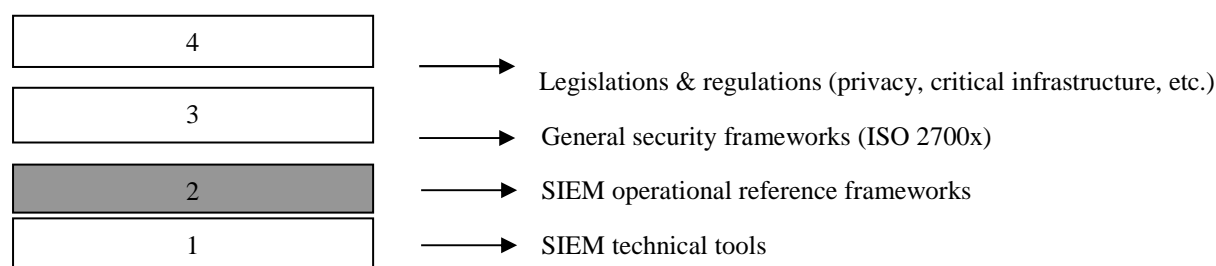 4
Legislations & regulations (privacy, critical infrastructure, etc.)
3
General security frameworks (ISO 2700x)
2
SIEM operational reference frameworks
1
SIEM technical tools